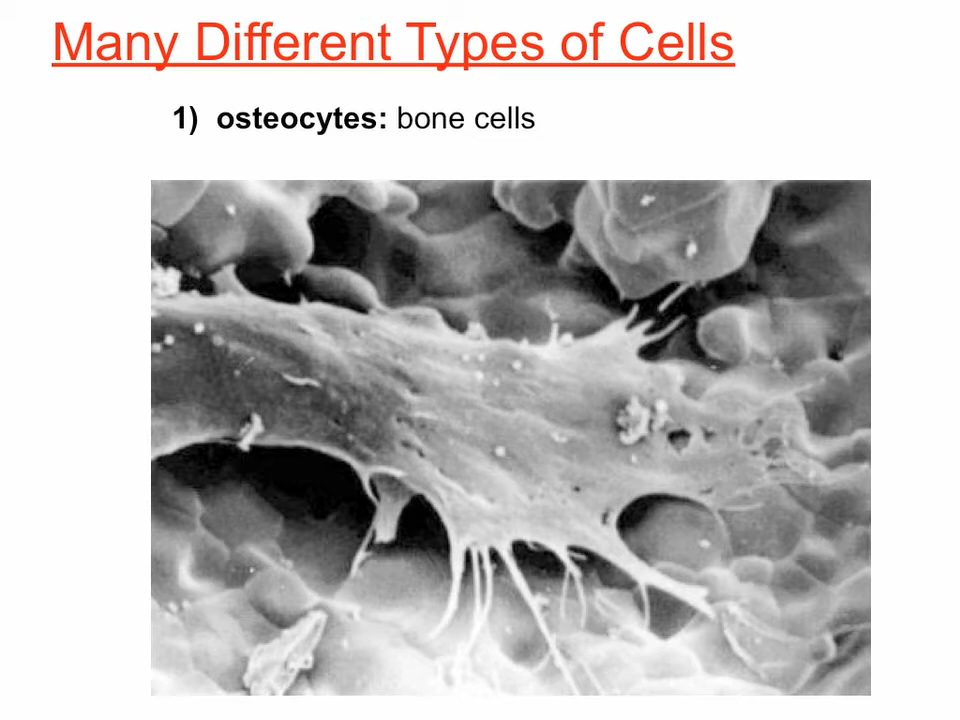 Many Different Types of Cells
1) osteocytes: bone cells